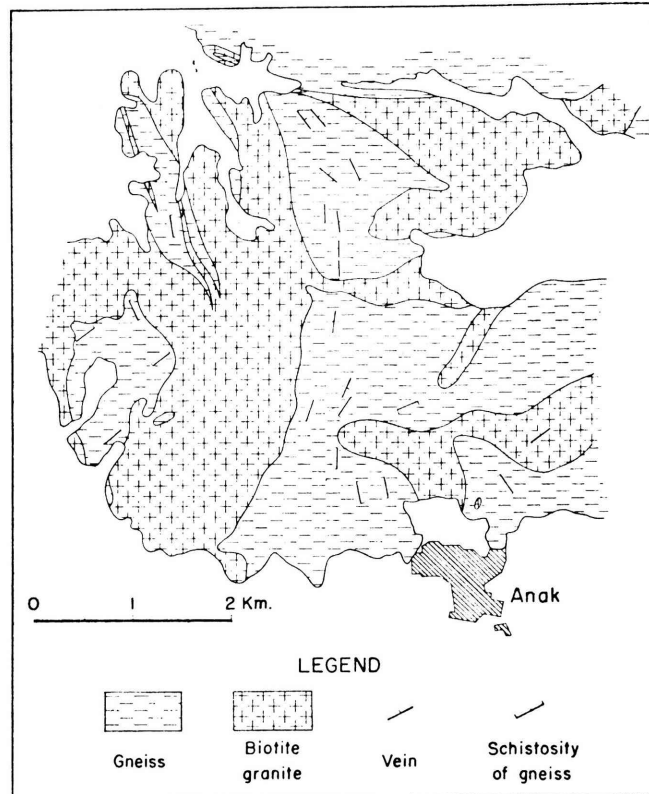 Anak
0 1 2 Km.
LEGEND
Gneiss
Biotite
granite
Vein
Schistosity
of gneiss